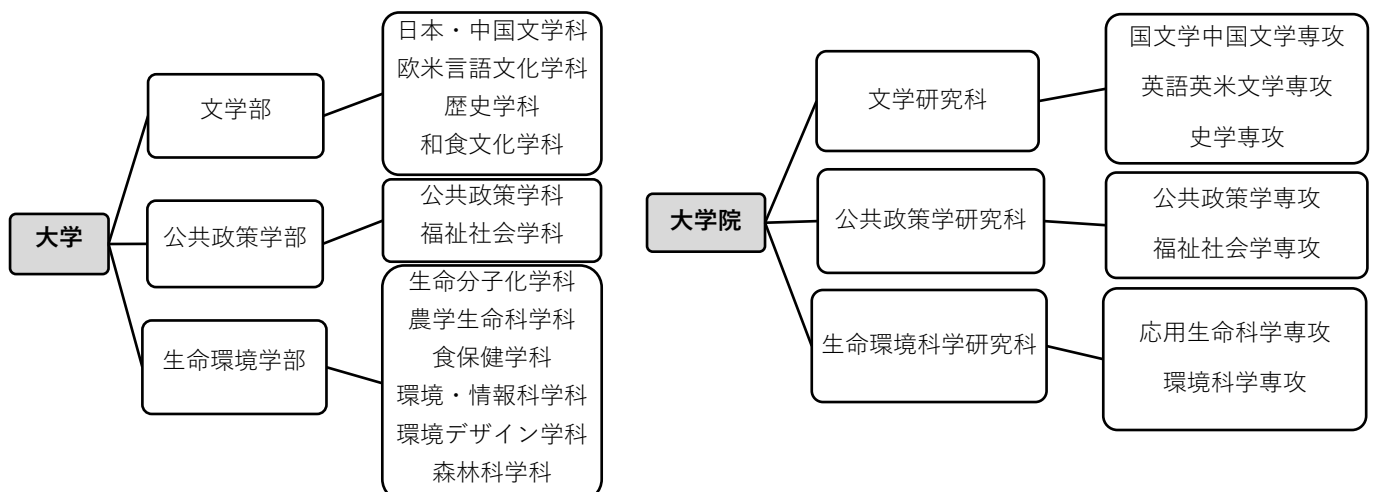 大学
文学部
日本・中国文学科
欧米言語文化学科
歴史学科
和食文化学科
公共政策学部
公共政策学科
福祉社会学科
生命環境学部
生命分子化学科
農学生命科学科
食保健学科
環境・情報科学科
環境デザイン学科
森林科学科
大学院
文学研究科
国文学中国文学専攻
英語英米文学専攻
史学専攻
公共政策学研究科
公共政策学専攻
福祉社会学専攻
生命環境科学研究科
応用生命科学専攻
環境科学専攻